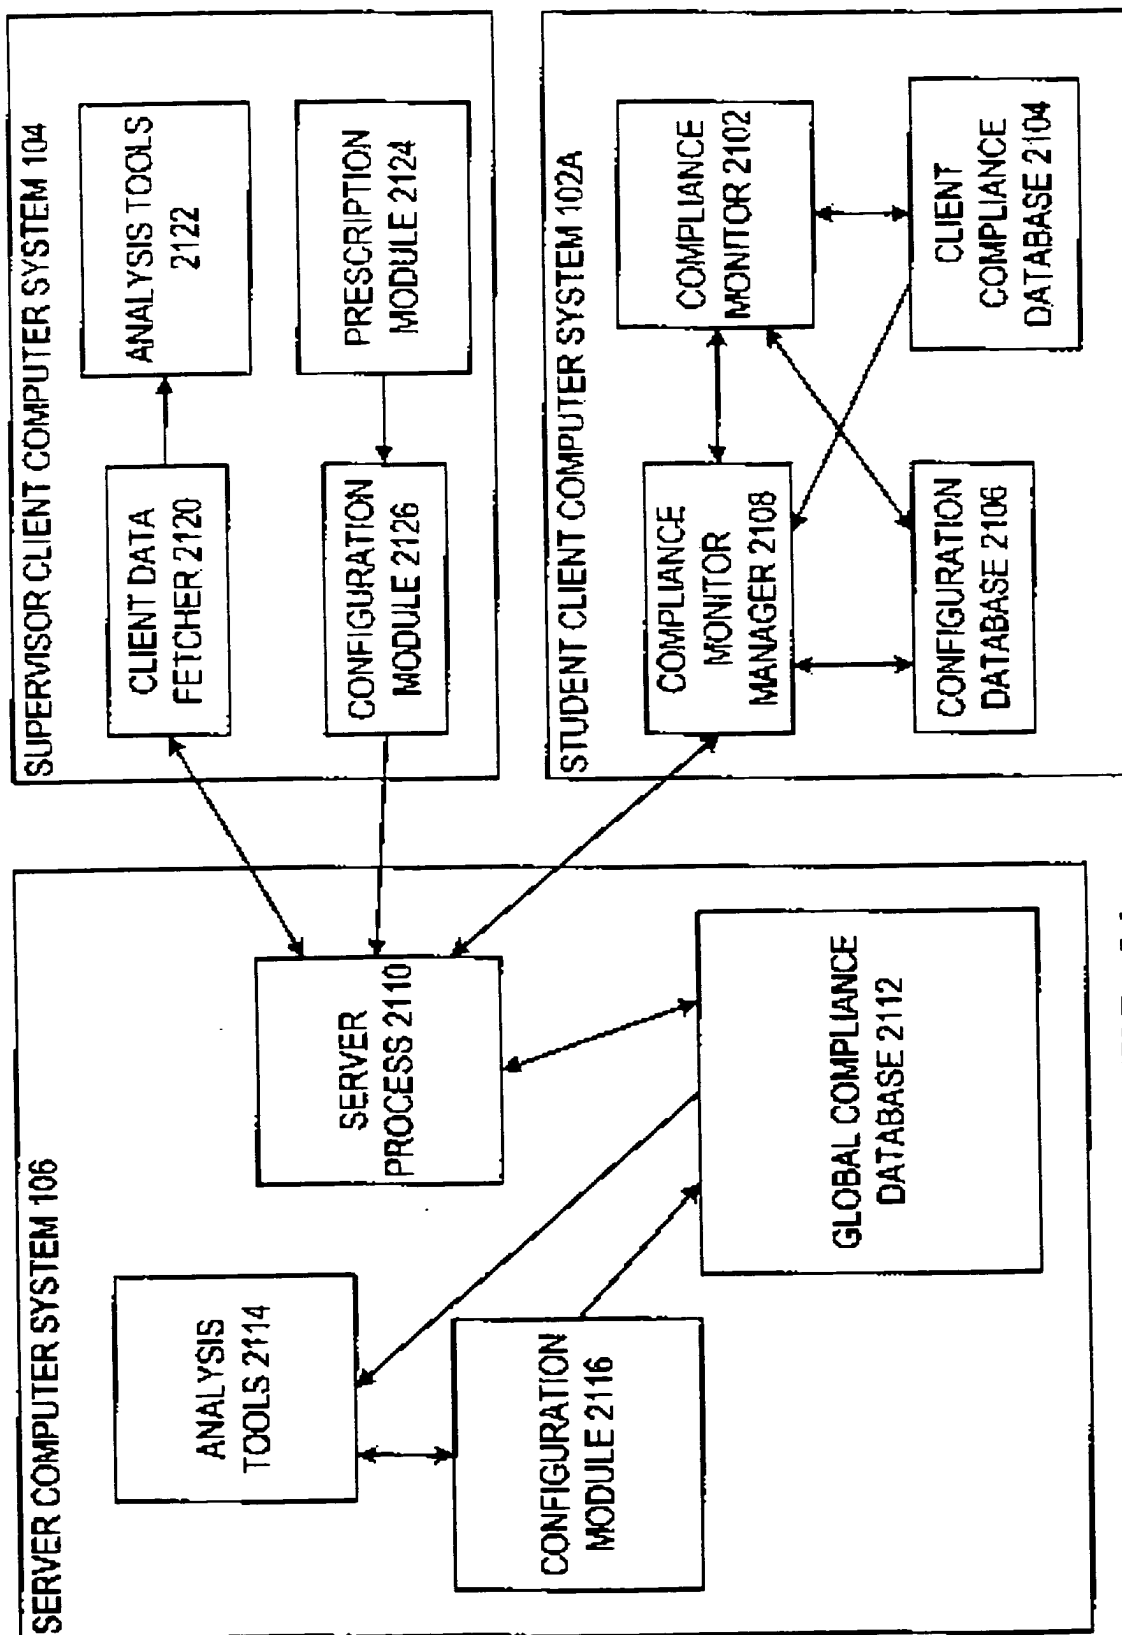 SERVER COMPUTER SYSTEM 106
ANALYSIS
TOOLS 2114
CONFIGURATION
MODULE 2116
SERVER
PROCESS 2110
GLOBAL COMPLIANCE
DATABASE 2112
SUPERVISOR CLIENT COMPUTER SYSTEM 104
CLIENT DATA
FETCHER 2120
ANALYSIS TOOLS
2122
CONFIGURATION
MODULE 2126
PRESCRIPTION
MODULE 2124
STUDENT CLIENT COMPUTER SYSTEM 102A
COMPLIANCE
MONITOR
MANAGER 2108
COMPLIANCE
MONITOR 2102
CONFIGURATION
DATABASE 2106
CLIENT
COMPLIANCE
DATABASE 2104